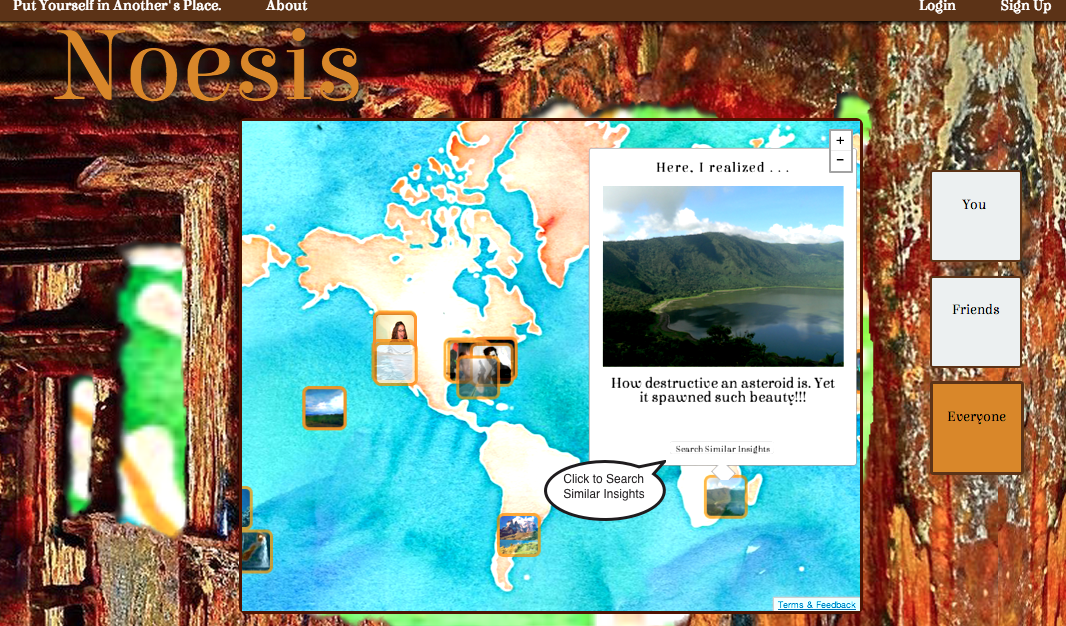 Put Yourself in Another's Place. About Login Sign Up
Noesis
+
−
Here, I realized . . .
How destructive an asteroid is. Yet
it spawned such beauty!!!
Search Similar Insights
Click to Search
Similar Insights
You
Friends
Everyone
Terms & Feedback